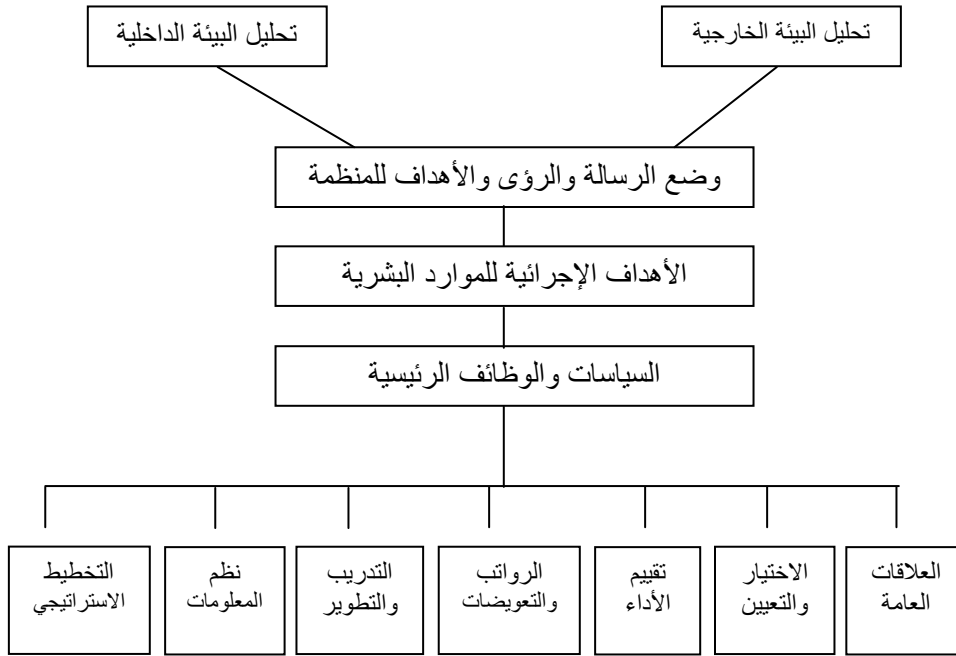 تحليل البيئة الخارجية
تحليل البيئة الداخلية
وضع الرسالة والرؤى والأهداف للمنظمة
الأهداف الإجرائية للموارد البشرية
السياسات والوظائف الرئيسية
العلاقات
العامة
الاختيار
والتعيين
تقييم
الأداء
الرواتب
والتعويضات
التدريب
والتطوير
نظم
المعلومات
التخطيط
الاستراتيجي